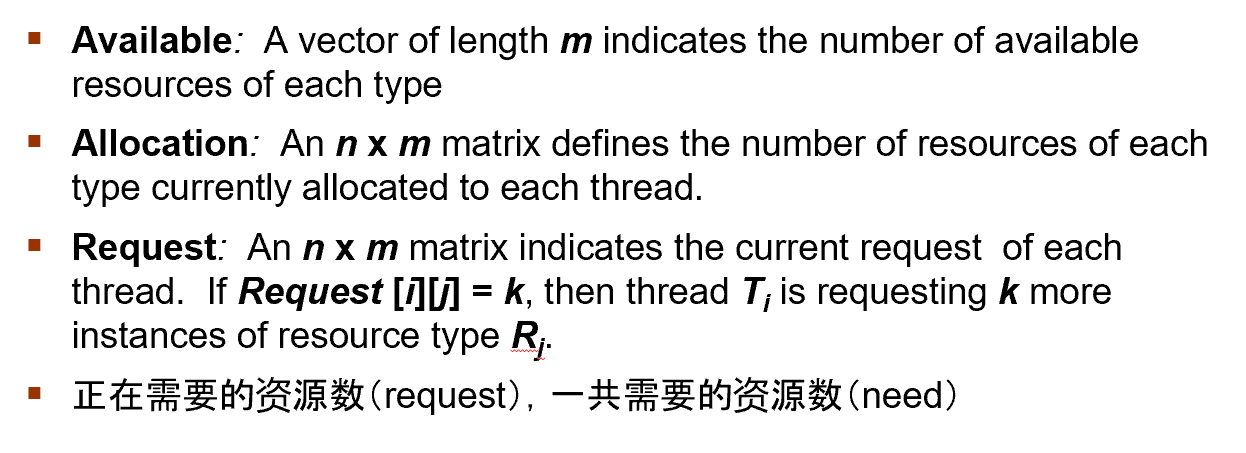 ▪ Available: A vector of length m indicates the number of available
resources of each type
▪ Allocation: An n x m matrix defines the number of resources of each
type currently allocated to each thread.
▪ Request: An n x m matrix indicates the current request of each
thread. If Request [i][j] = k, then thread Ti is requesting k more
instances of resource type Rj.
▪ 正在需要的资源数(request),一共需要的资源数(need)